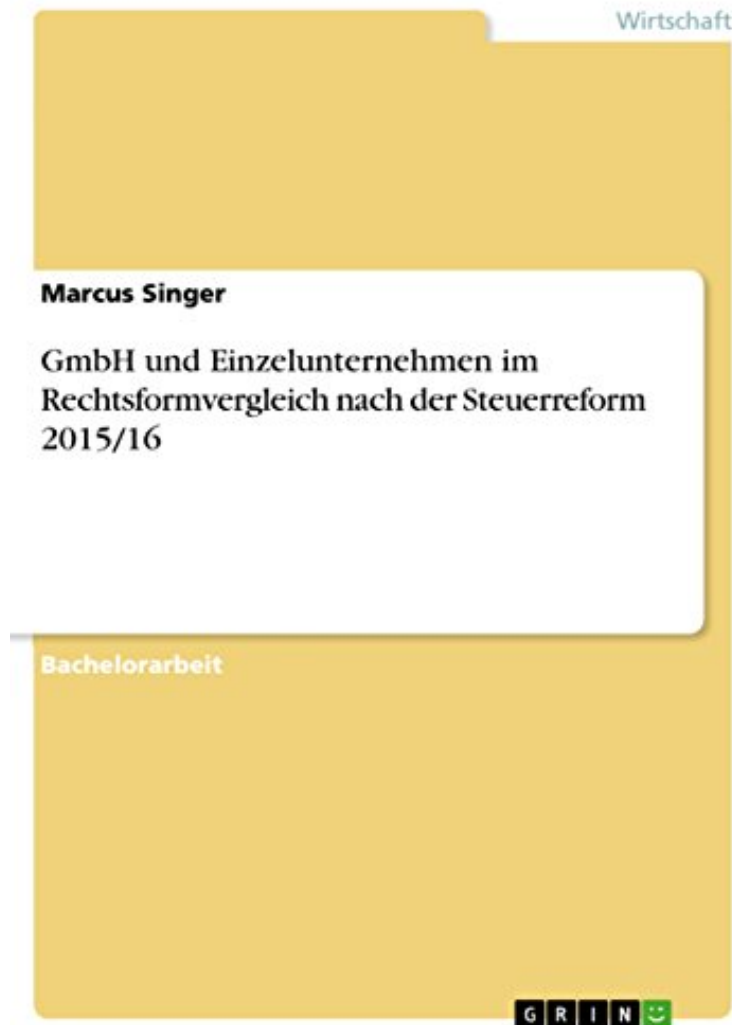 Wirtschaft
Marcus Singer
GmbH und Einzelunternehmen im
Rechtsformvergleich nach der Steuerreform
2015/16
Bachelorarbeit
GRIN